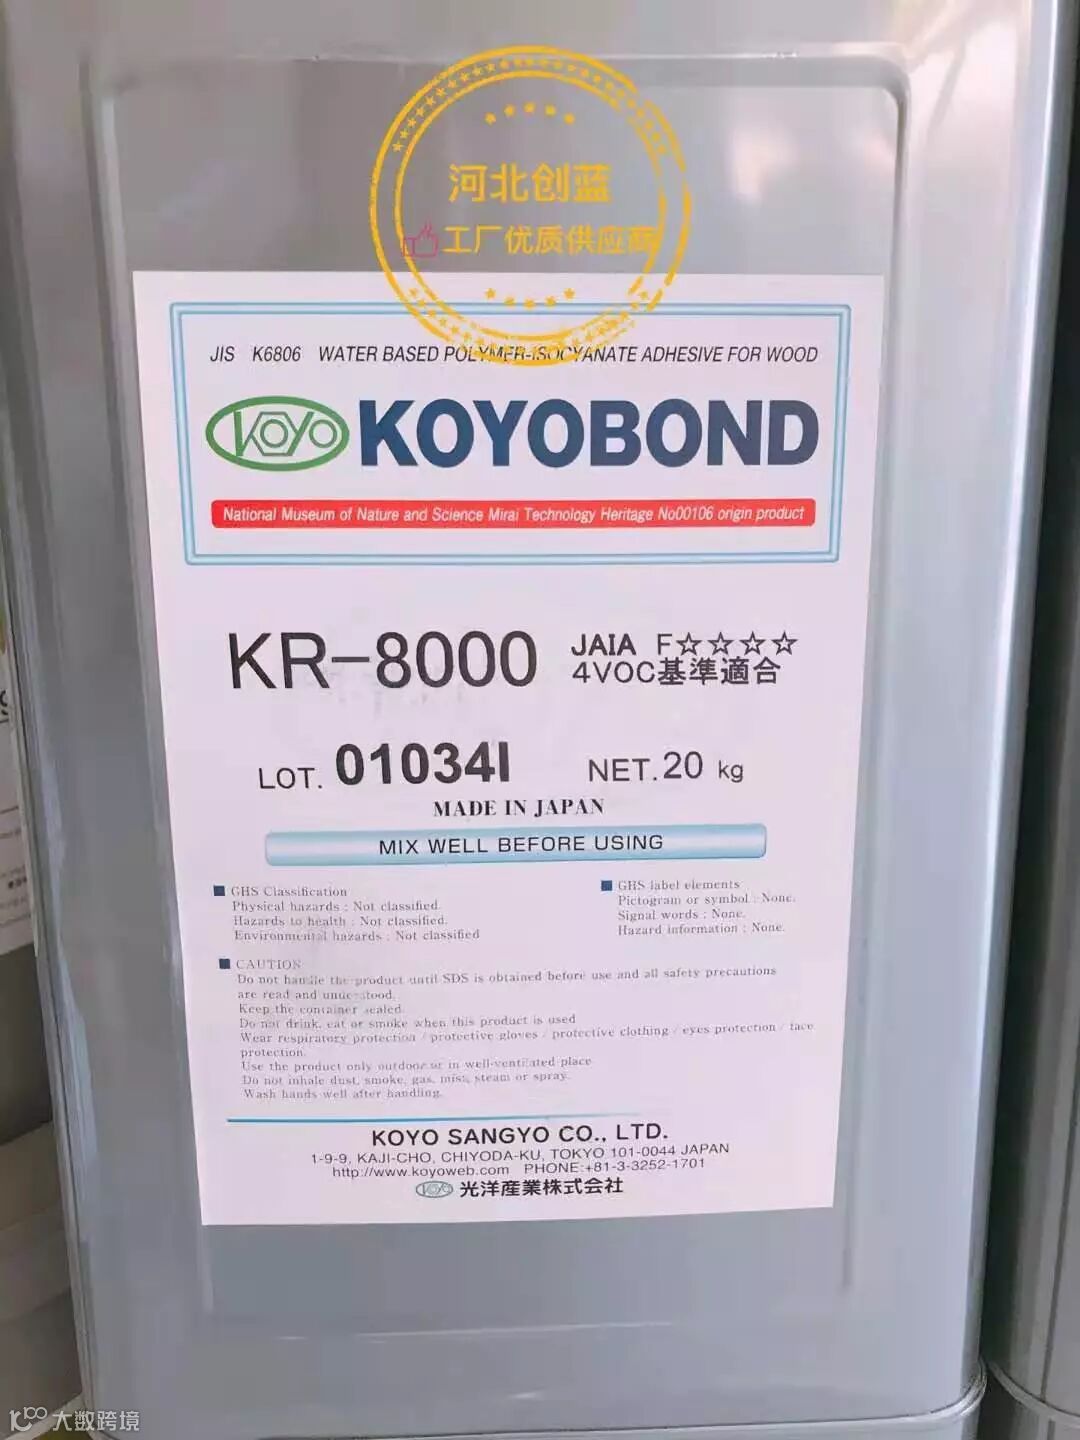 河北创蓝
工厂优质供应商
JIS K6806 WATER BASED POLYMER-ISOCYANATE ADHESIVE FOR WOOD
KOYO KOYOBOND
National Museum of Nature and Science Mirai Technology Heritage No00106 origin product
KR-8000 JAIA F☆☆☆☆
4VOC基準適合
LOT. 01034I NET. 20 kg
MADE IN JAPAN
MIX WELL BEFORE USING
GHS Classification
Physical hazards : Not classified.
Hazards to health : Not classified.
Environmental hazards : Not classified
GHS label elements
Pictogram or symbol : None.
Signal words : None.
Hazard information : None.
CAUTION
Do not handle the product until SDS is obtained before use and all safety precautions
are read and understood.
Keep the container sealed.
Do not drink, eat or smoke when this product is used
Wear respiratory protection / protective gloves / protective clothing / eyes protection / face
protection.
Use the product only outdoor or in well-ventilated place
Do not inhale dust, smoke, gas, mist, steam or spray.
Wash hands well after handling.
KOYO SANGYO CO., LTD.
1-9-9, KAJI-CHO, CHIYODA-KU, TOKYO 101-0044 JAPAN
http://www.koyoweb.com PHONE:+81-3-3252-1701
KOYO 光洋産業株式会社
大数跨境